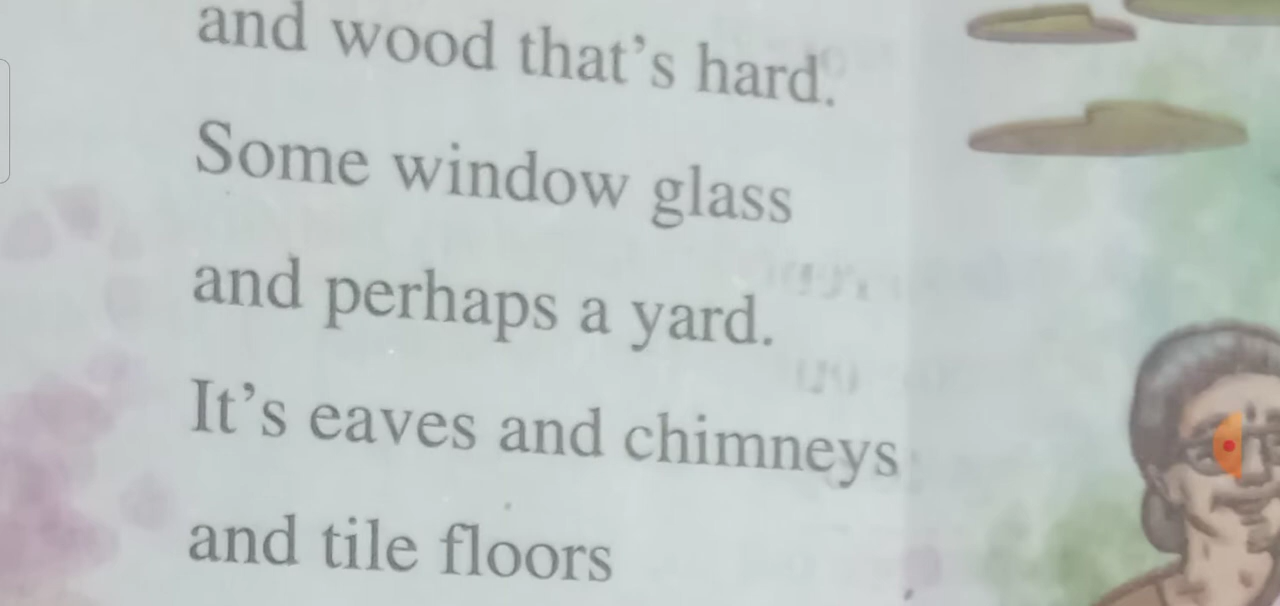 and wood that’s hard.
Some window glass
and perhaps a yard.
It’s eaves and chimneys
and tile floors